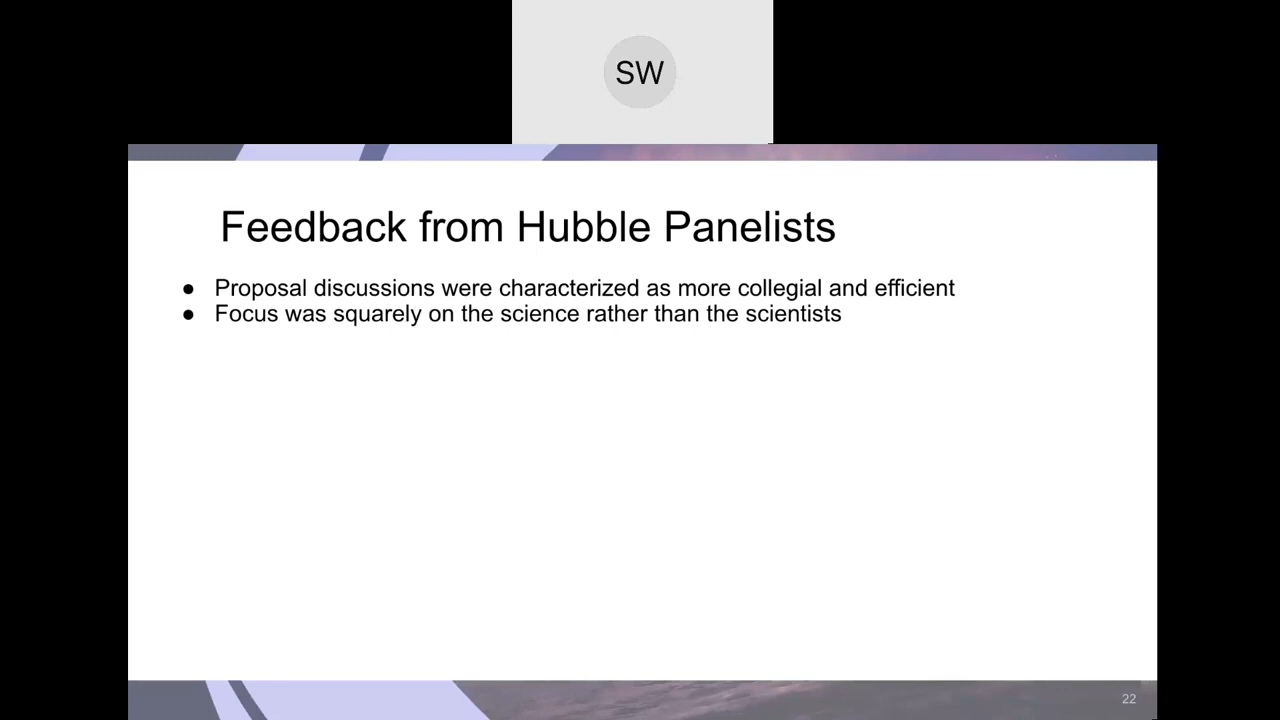 SW
Feedback from Hubble Panelists
● Proposal discussions were characterized as more collegial and efficient
● Focus was squarely on the science rather than the scientists
22